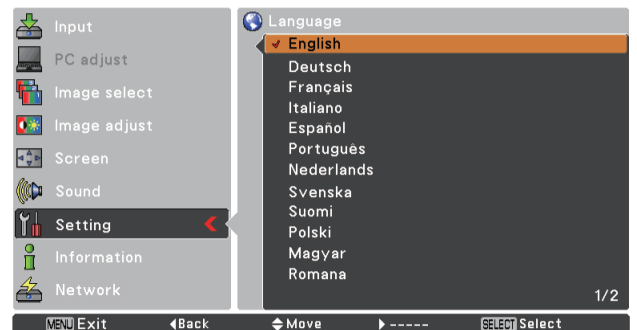 Input
PC adjust
Image select
Image adjust
Screen
Sound
Setting
Information
Network
Language
English
Deutsch
Français
Italiano
Español
Português
Nederlands
Svenska
Suomi
Polski
Magyar
Romana
1/2
MENU Exit
Back
Move
-----
SELECT Select